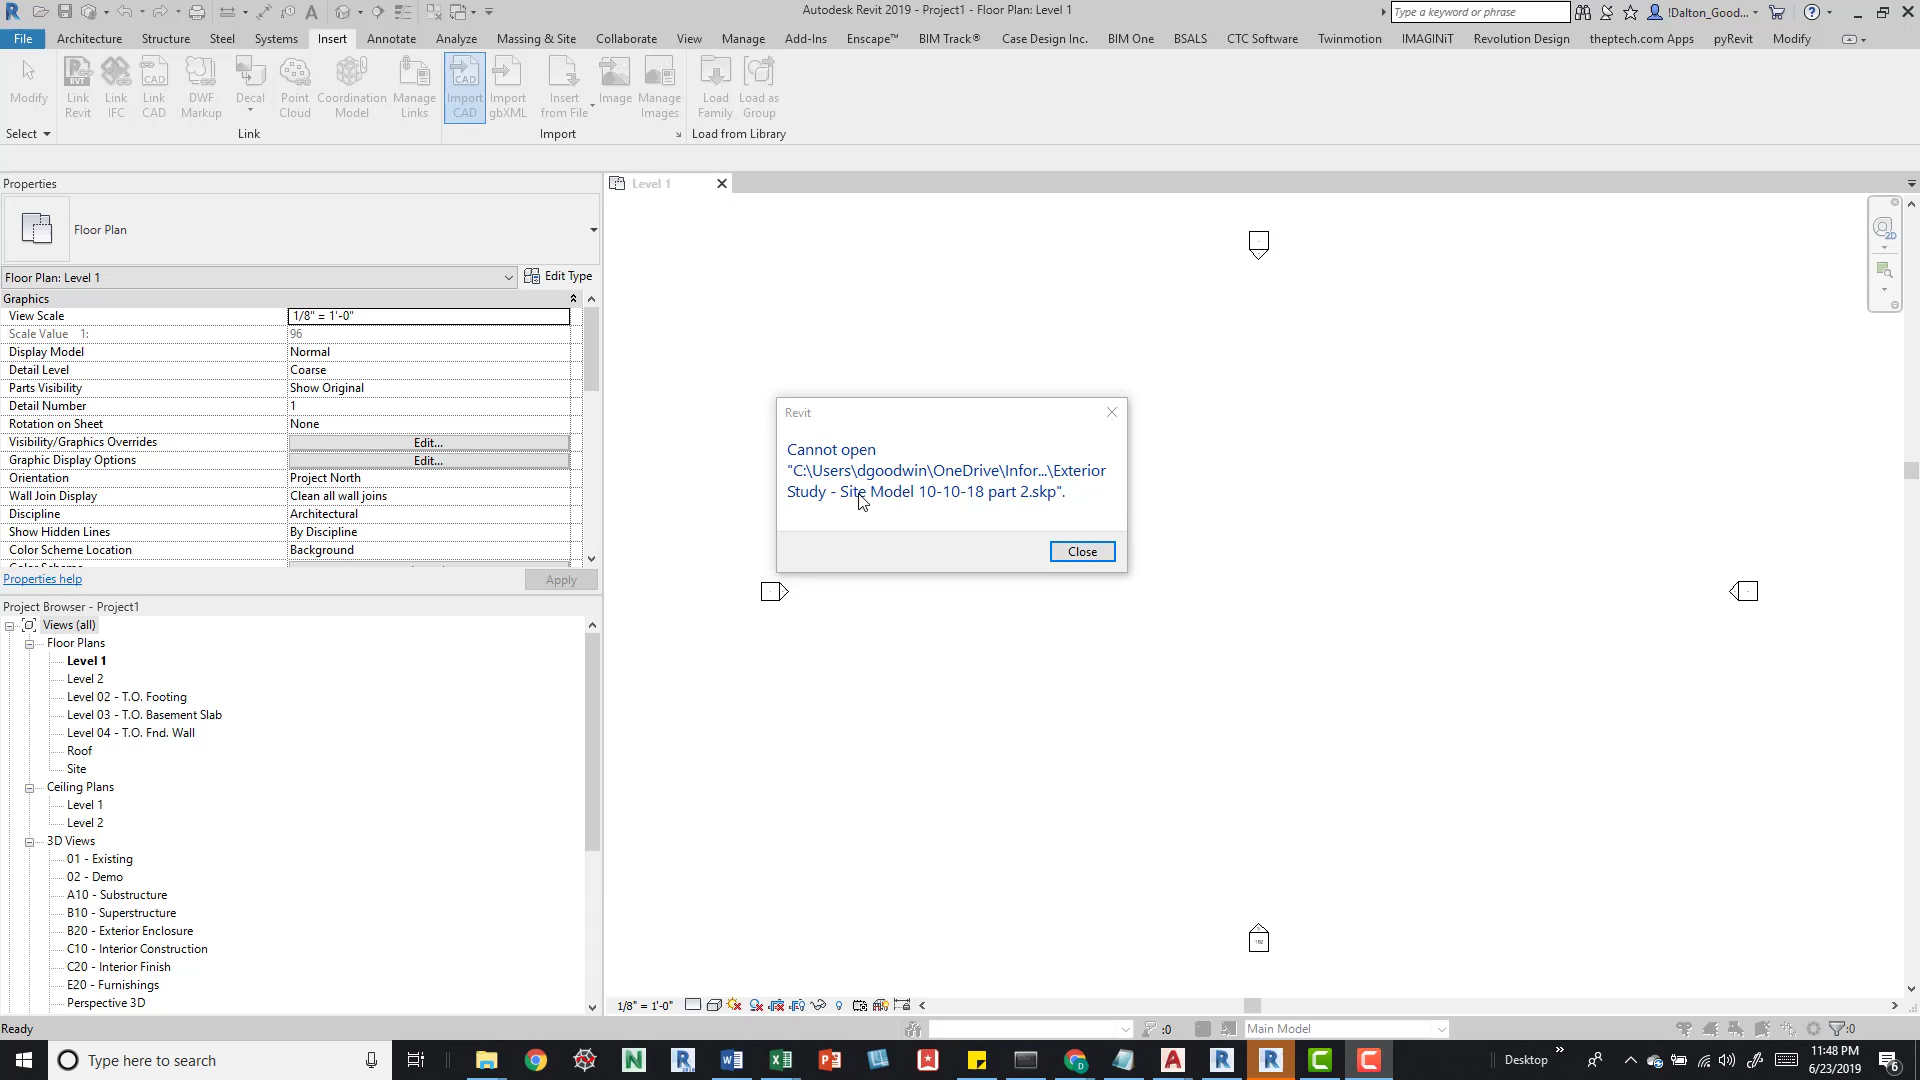 Autodesk Revit 2019 - Project1 - Floor Plan: Level 1
Type a keyword or phrase
!Dalton_Good...
File Architecture Structure Steel Systems Insert Annotate Analyze Massing & Site Collaborate View Manage Add-Ins Enscape™ BIM Track® Case Design Inc. BIM One BSALS CTC Software Twinmotion IMAGINiT Revolution Design theptech.com Apps pyRevit Modify
Modify
Link Revit
Link IFC
Link CAD
DWF Markup
Decal
Point Cloud
Coordination Model
Manage Links
Import CAD
Import gbXML
Insert from File
Image
Manage Images
Load Family
Load as Group
Select Link Import Load from Library
Properties
Level 1
Floor Plan
Floor Plan: Level 1 Edit Type
Graphics
View Scale 1/8" = 1'-0"
Scale Value 1: 96
Display Model Normal
Detail Level Coarse
Parts Visibility Show Original
Detail Number 1
Rotation on Sheet None
Visibility/Graphics Overrides Edit...
Graphic Display Options Edit...
Orientation Project North
Wall Join Display Clean all wall joins
Discipline Architectural
Show Hidden Lines By Discipline
Color Scheme Location Background
Properties help Apply
Revit
Cannot open
"C:\Users\dgoodwin\OneDrive\Infor...\Exterior
Study - Site Model 10-10-18 part 2.skp".
Close
Project Browser - Project1
Views (all)
Floor Plans
Level 1
Level 2
Level 02 - T.O. Footing
Level 03 - T.O. Basement Slab
Level 04 - T.O. Fnd. Wall
Roof
Site
Ceiling Plans
Level 1
Level 2
3D Views
01 - Existing
02 - Demo
A10 - Substructure
B10 - Superstructure
B20 - Exterior Enclosure
C10 - Interior Construction
C20 - Interior Finish
E20 - Furnishings
Perspective 3D
1/8" = 1'-0"
Ready
:0
Main Model
:0
Type here to search
Desktop
11:48 PM
6/23/2019
6